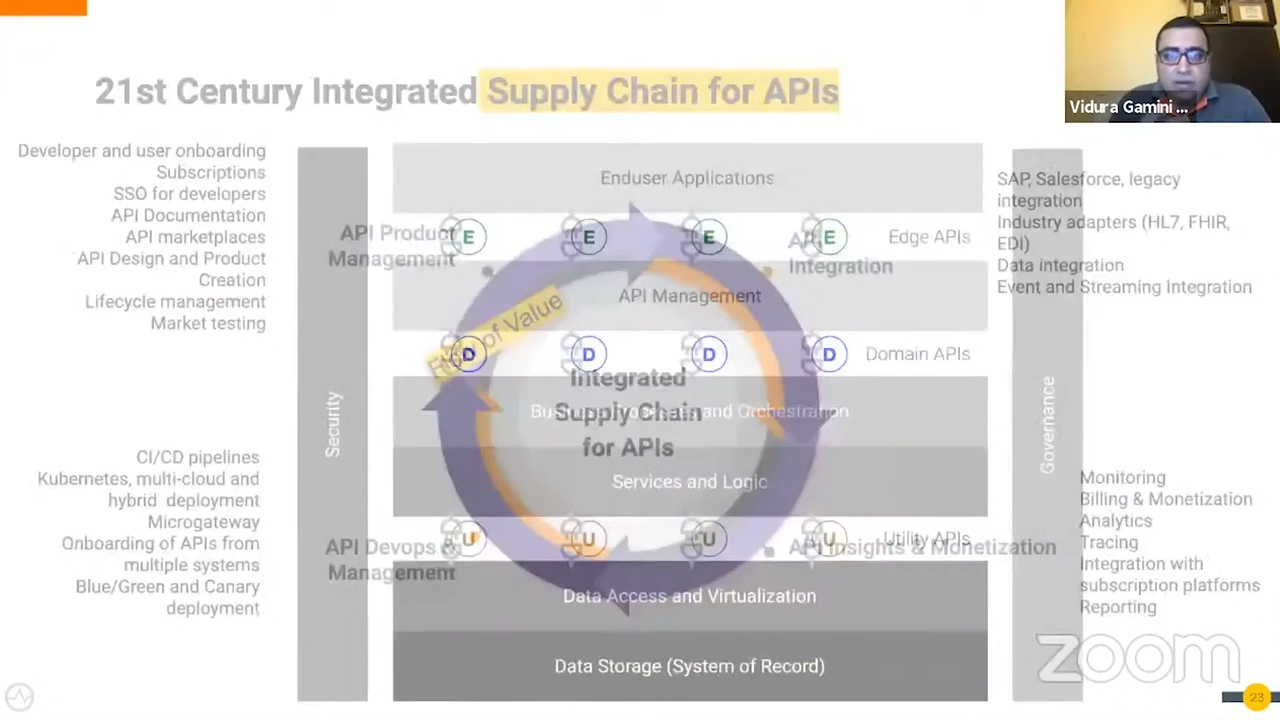 21st Century Integrated Supply Chain for APIs
Vidura Gamini ...
Developer and user onboarding
Subscriptions
SSO for developers
API Documentation
API marketplaces
API Design and Product
Creation
Lifecycle management
Market testing
API Product
Management
CI/CD pipelines
Kubernetes, multi-cloud and
hybrid deployment
Microgateway
Onboarding of APIs from
multiple systems
Blue/Green and Canary
deployment
API Devops &
Management
Security
Enduser Applications
E E E E Edge APIs
API Management
D D D D Domain APIs
Business Processes and Orchestration
Services and Logic
U U U U Utility APIs
Data Access and Virtualization
Data Storage (System of Record)
Flow of Value
Integrated
Supply Chain
for APIs
API
Integration
API Insights & Monetization
Governance
SAP, Salesforce, legacy
integration
Industry adapters (HL7, FHIR,
EDI)
Data integration
Event and Streaming Integration
Monitoring
Billing & Monetization
Analytics
Tracing
Integration with
subscription platforms
Reporting
zoom
23